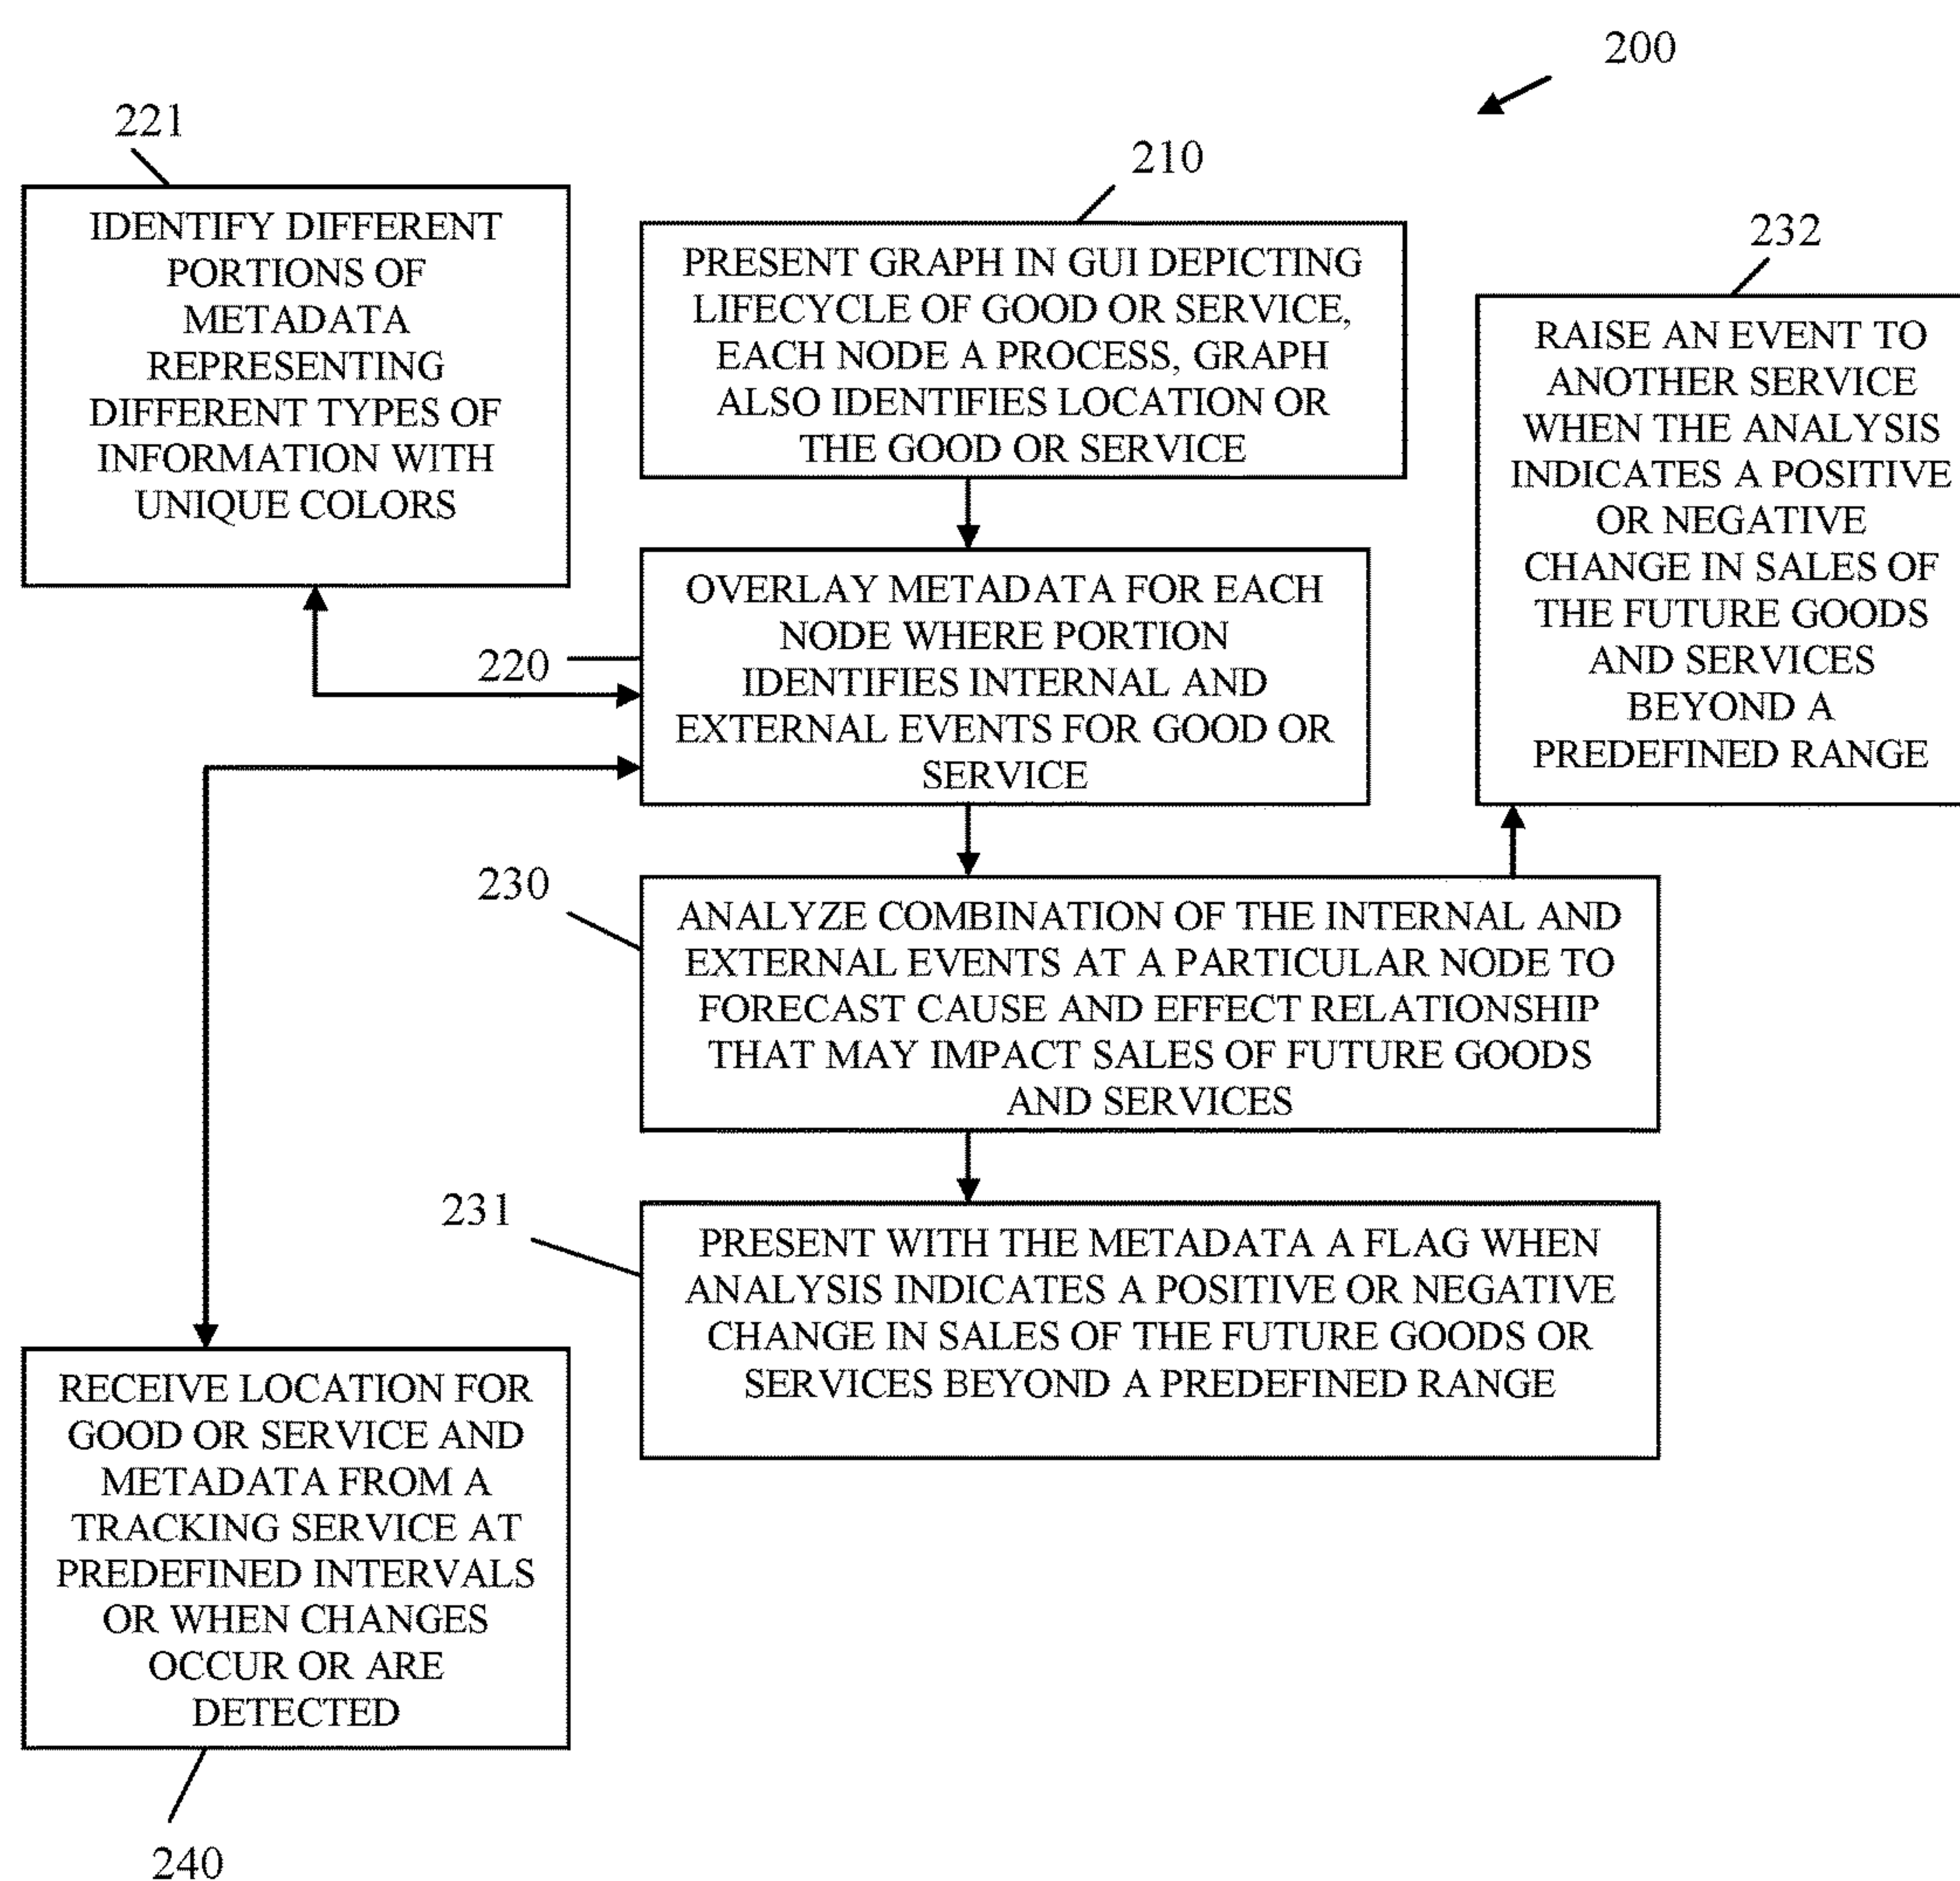 200
221
IDENTIFY DIFFERENT
PORTIONS OF
METADATA
REPRESENTING
DIFFERENT TYPES OF
INFORMATION WITH
UNIQUE COLORS
210
PRESENT GRAPH IN GUI DEPICTING
LIFECYCLE OF GOOD OR SERVICE,
EACH NODE A PROCESS, GRAPH
ALSO IDENTIFIES LOCATION OR
THE GOOD OR SERVICE
232
RAISE AN EVENT TO
ANOTHER SERVICE
WHEN THE ANALYSIS
INDICATES A POSITIVE
OR NEGATIVE
CHANGE IN SALES OF
THE FUTURE GOODS
AND SERVICES
BEYOND A
PREDEFINED RANGE
220
OVERLAY METADATA FOR EACH
NODE WHERE PORTION
IDENTIFIES INTERNAL AND
EXTERNAL EVENTS FOR GOOD OR
SERVICE
230
ANALYZE COMBINATION OF THE INTERNAL AND
EXTERNAL EVENTS AT A PARTICULAR NODE TO
FORECAST CAUSE AND EFFECT RELATIONSHIP
THAT MAY IMPACT SALES OF FUTURE GOODS
AND SERVICES
231
PRESENT WITH THE METADATA A FLAG WHEN
ANALYSIS INDICATES A POSITIVE OR NEGATIVE
CHANGE IN SALES OF THE FUTURE GOODS OR
SERVICES BEYOND A PREDEFINED RANGE
RECEIVE LOCATION FOR
GOOD OR SERVICE AND
METADATA FROM A
TRACKING SERVICE AT
PREDEFINED INTERVALS
OR WHEN CHANGES
OCCUR OR ARE
DETECTED
240